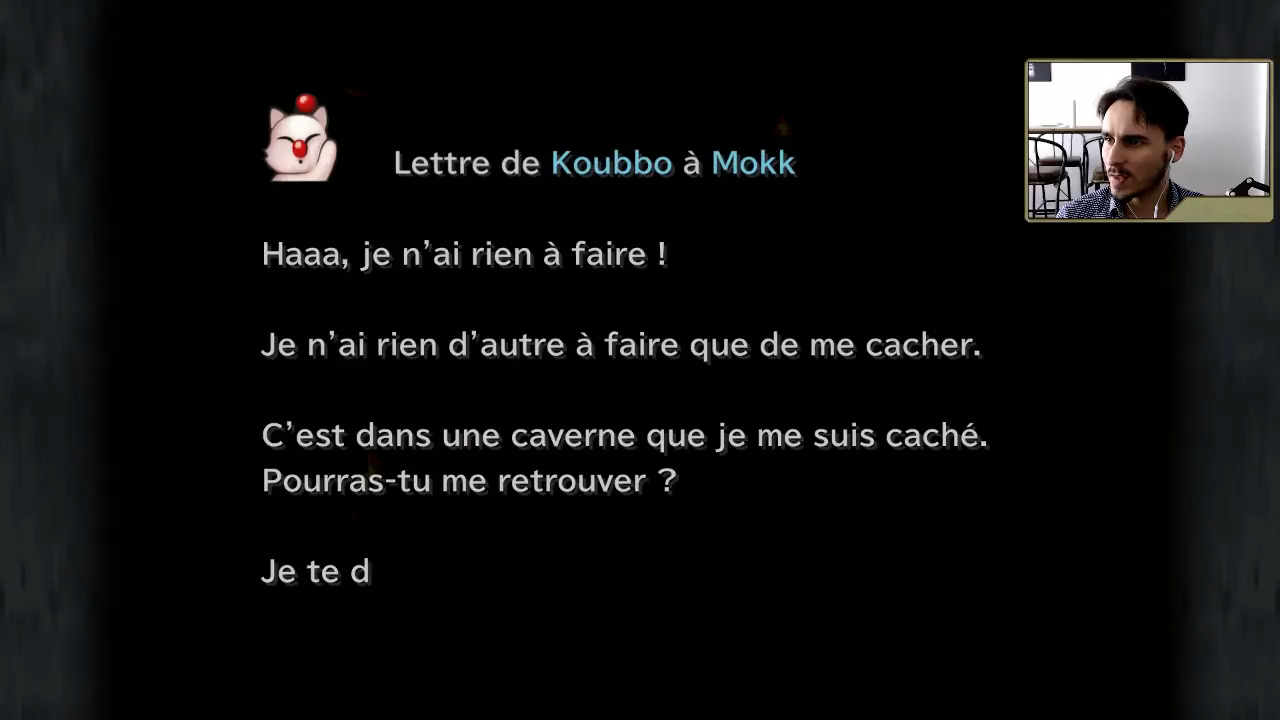 Lettre de Koubbo à Mokk
Haaa, je n’ai rien à faire !
Je n’ai rien d’autre à faire que de me cacher.
C’est dans une caverne que je me suis caché.
Pourras-tu me retrouver ?
Je te d